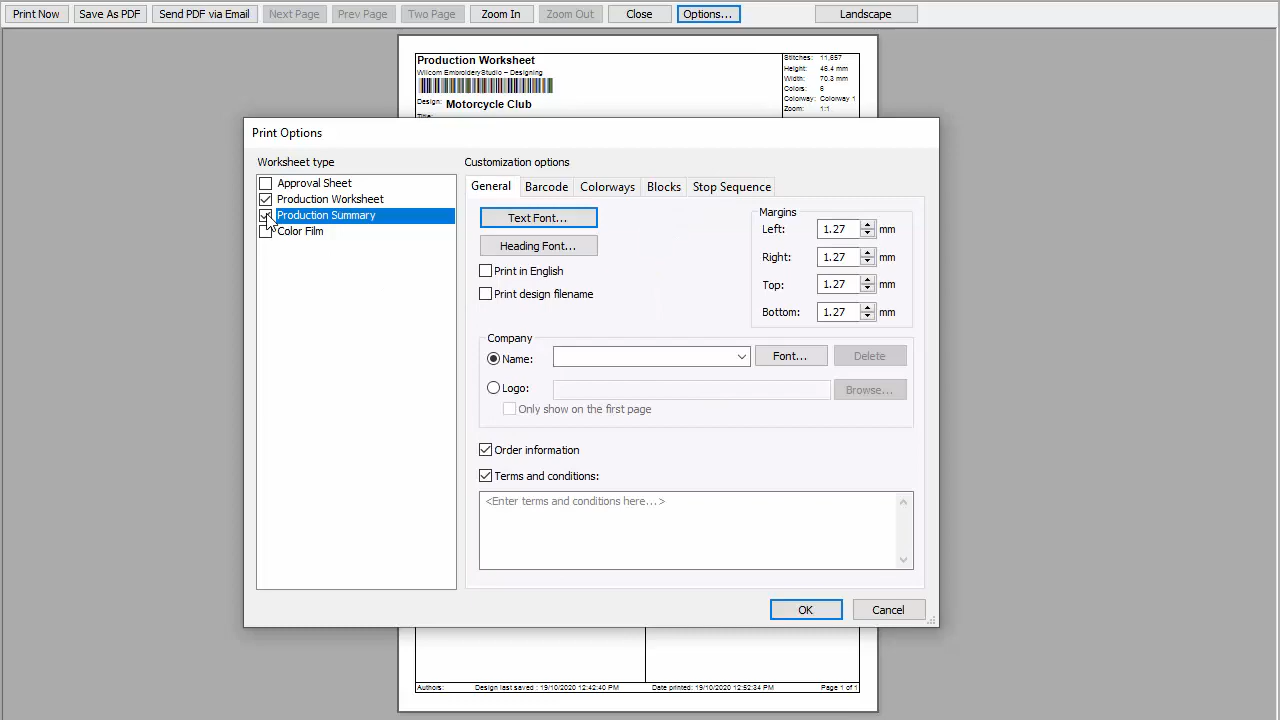 Print Now Save As PDF Send PDF via Email Next Page Prev Page Two Page Zoom In Zoom Out Close Options... Landscape
Production Worksheet
Wilcom EmbroideryStudio – Designing
Design: Motorcycle Club
Title:
Stitches: 11,657
Height: 46.4 mm
Width: 70.3 mm
Colors: 6
Colorway: Colorway 1
Zoom: 1:1
Print Options
Worksheet type
Approval Sheet
Production Worksheet
Production Summary
Color Film
Customization options
General Barcode Colorways Blocks Stop Sequence
Text Font...
Heading Font...
Print in English
Print design filename
Margins
Left: 1.27 mm
Right: 1.27 mm
Top: 1.27 mm
Bottom: 1.27 mm
Company
Name: Font... Delete
Logo: Browse...
Only show on the first page
Order information
Terms and conditions:
<Enter terms and conditions here...>
OK Cancel
Authors: Design last saved : 19/10/2020 12:42:40 PM Date printed: 19/10/2020 12:52:34 PM Page 1 of 1